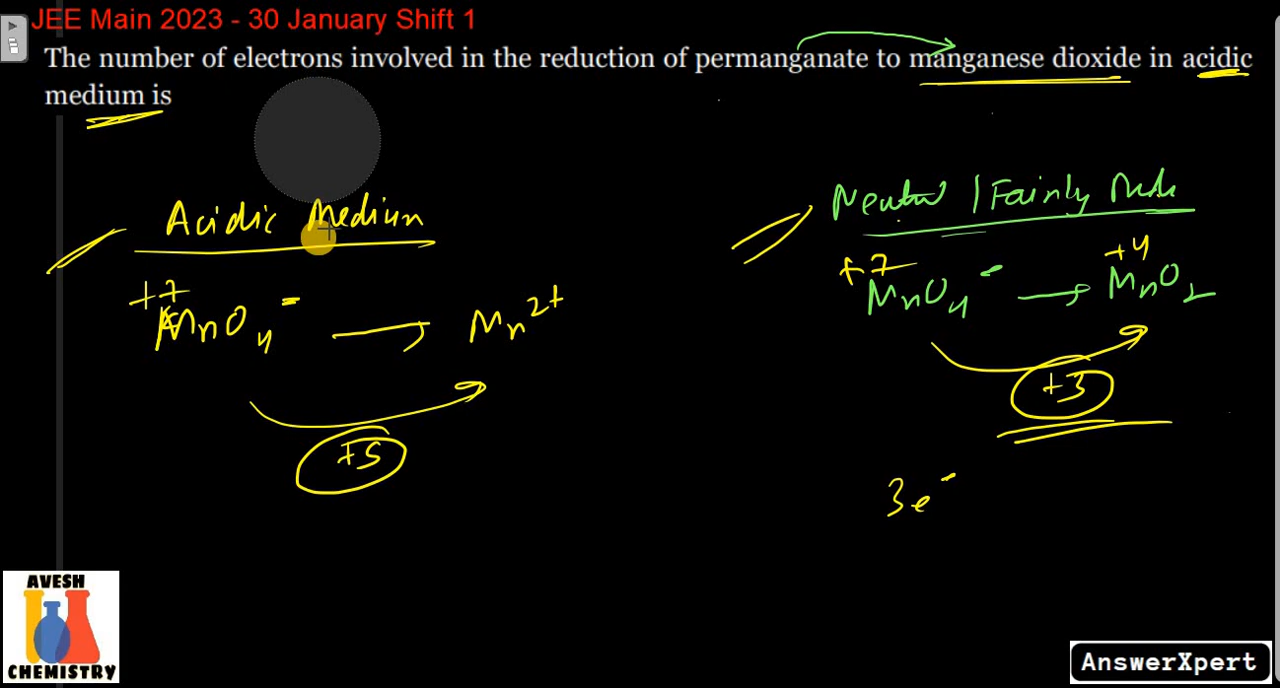 JEE Main 2023 - 30 January Shift 1
The number of electrons involved in the reduction of permanganate to manganese dioxide in acidic
medium is
Acidic Medium
Neutral / Fairly
+7
MnO4- → Mn2+
+5
+7 +4
MnO4- → MnO2
+3
3e-
AVESH
CHEMISTRY
AnswerXpert